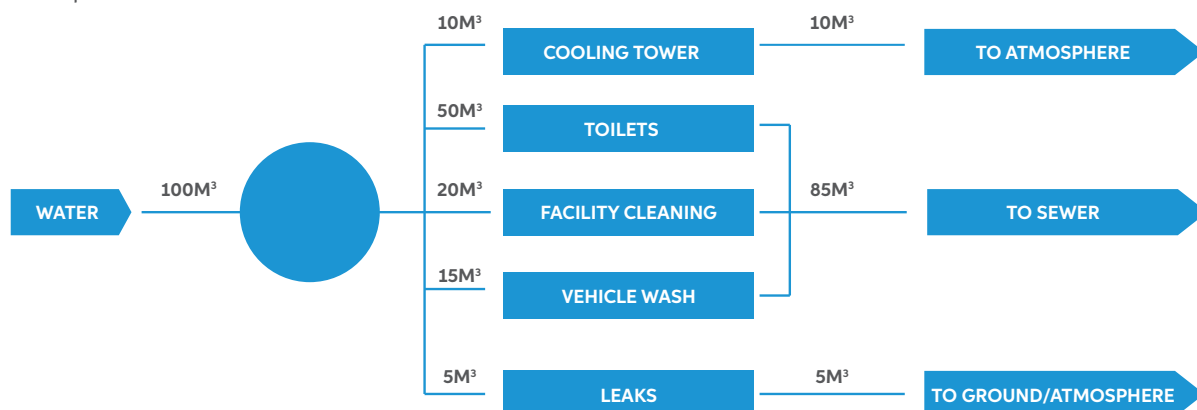 10M³
COOLING TOWER
10M³
TO ATMOSPHERE
50M³
TOILETS
WATER
100M³
20M³
FACILITY CLEANING
85M³
TO SEWER
15M³
VEHICLE WASH
5M³
LEAKS
5M³
TO GROUND/ATMOSPHERE